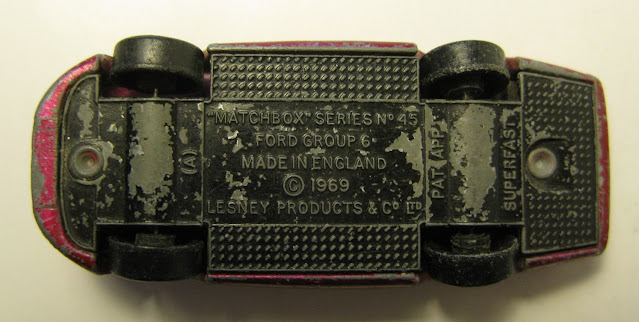 "MATCHBOX" SERIES Nº 45
FORD GROUP 6
MADE IN ENGLAND
© 1969
LESNEY PRODUCTS & Cº LTD
(A)
PAT APP
SUPERFAST